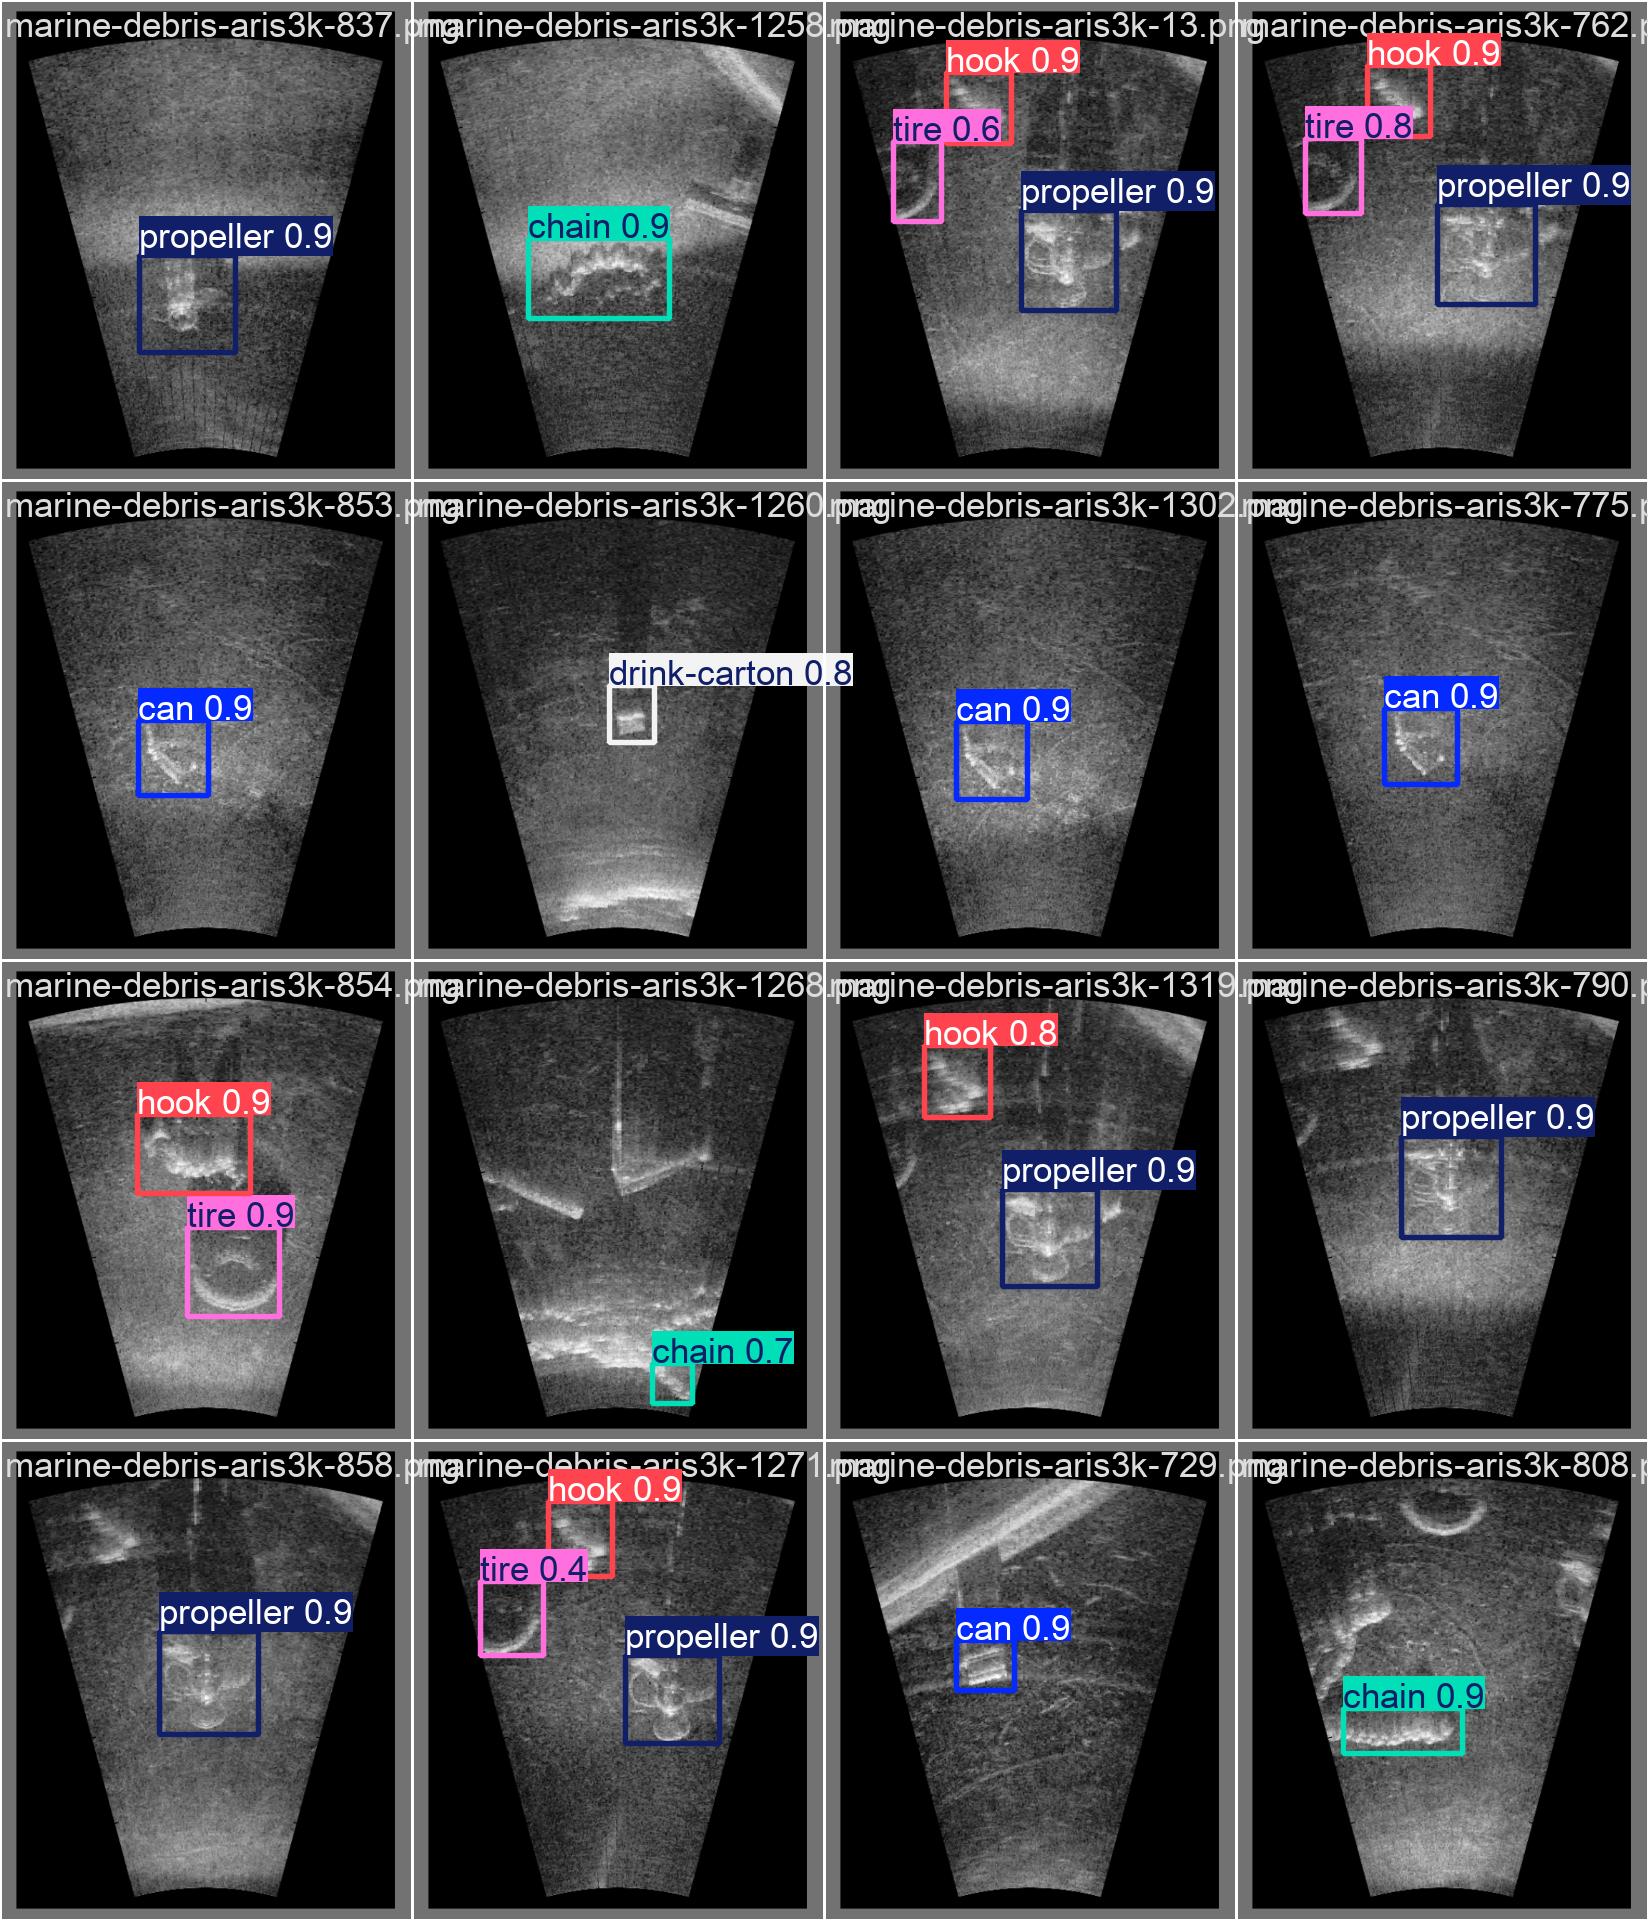 marine-debris-aris3k-837.png
propeller 0.9
marine-debris-aris3k-1258.png
chain 0.9
marine-debris-aris3k-13.png
hook 0.9
tire 0.6
propeller 0.9
marine-debris-aris3k-762.p
hook 0.9
tire 0.8
propeller 0.9
marine-debris-aris3k-853.png
can 0.9
marine-debris-aris3k-1260.png
drink-carton 0.8
marine-debris-aris3k-1302.png
can 0.9
marine-debris-aris3k-775.p
can 0.9
marine-debris-aris3k-854.png
hook 0.9
tire 0.9
marine-debris-aris3k-1268.png
chain 0.7
marine-debris-aris3k-1319.png
hook 0.8
propeller 0.9
marine-debris-aris3k-790.p
propeller 0.9
marine-debris-aris3k-858.png
propeller 0.9
marine-debris-aris3k-1271.png
hook 0.9
tire 0.4
propeller 0.9
marine-debris-aris3k-729.png
can 0.9
marine-debris-aris3k-808.p
chain 0.9